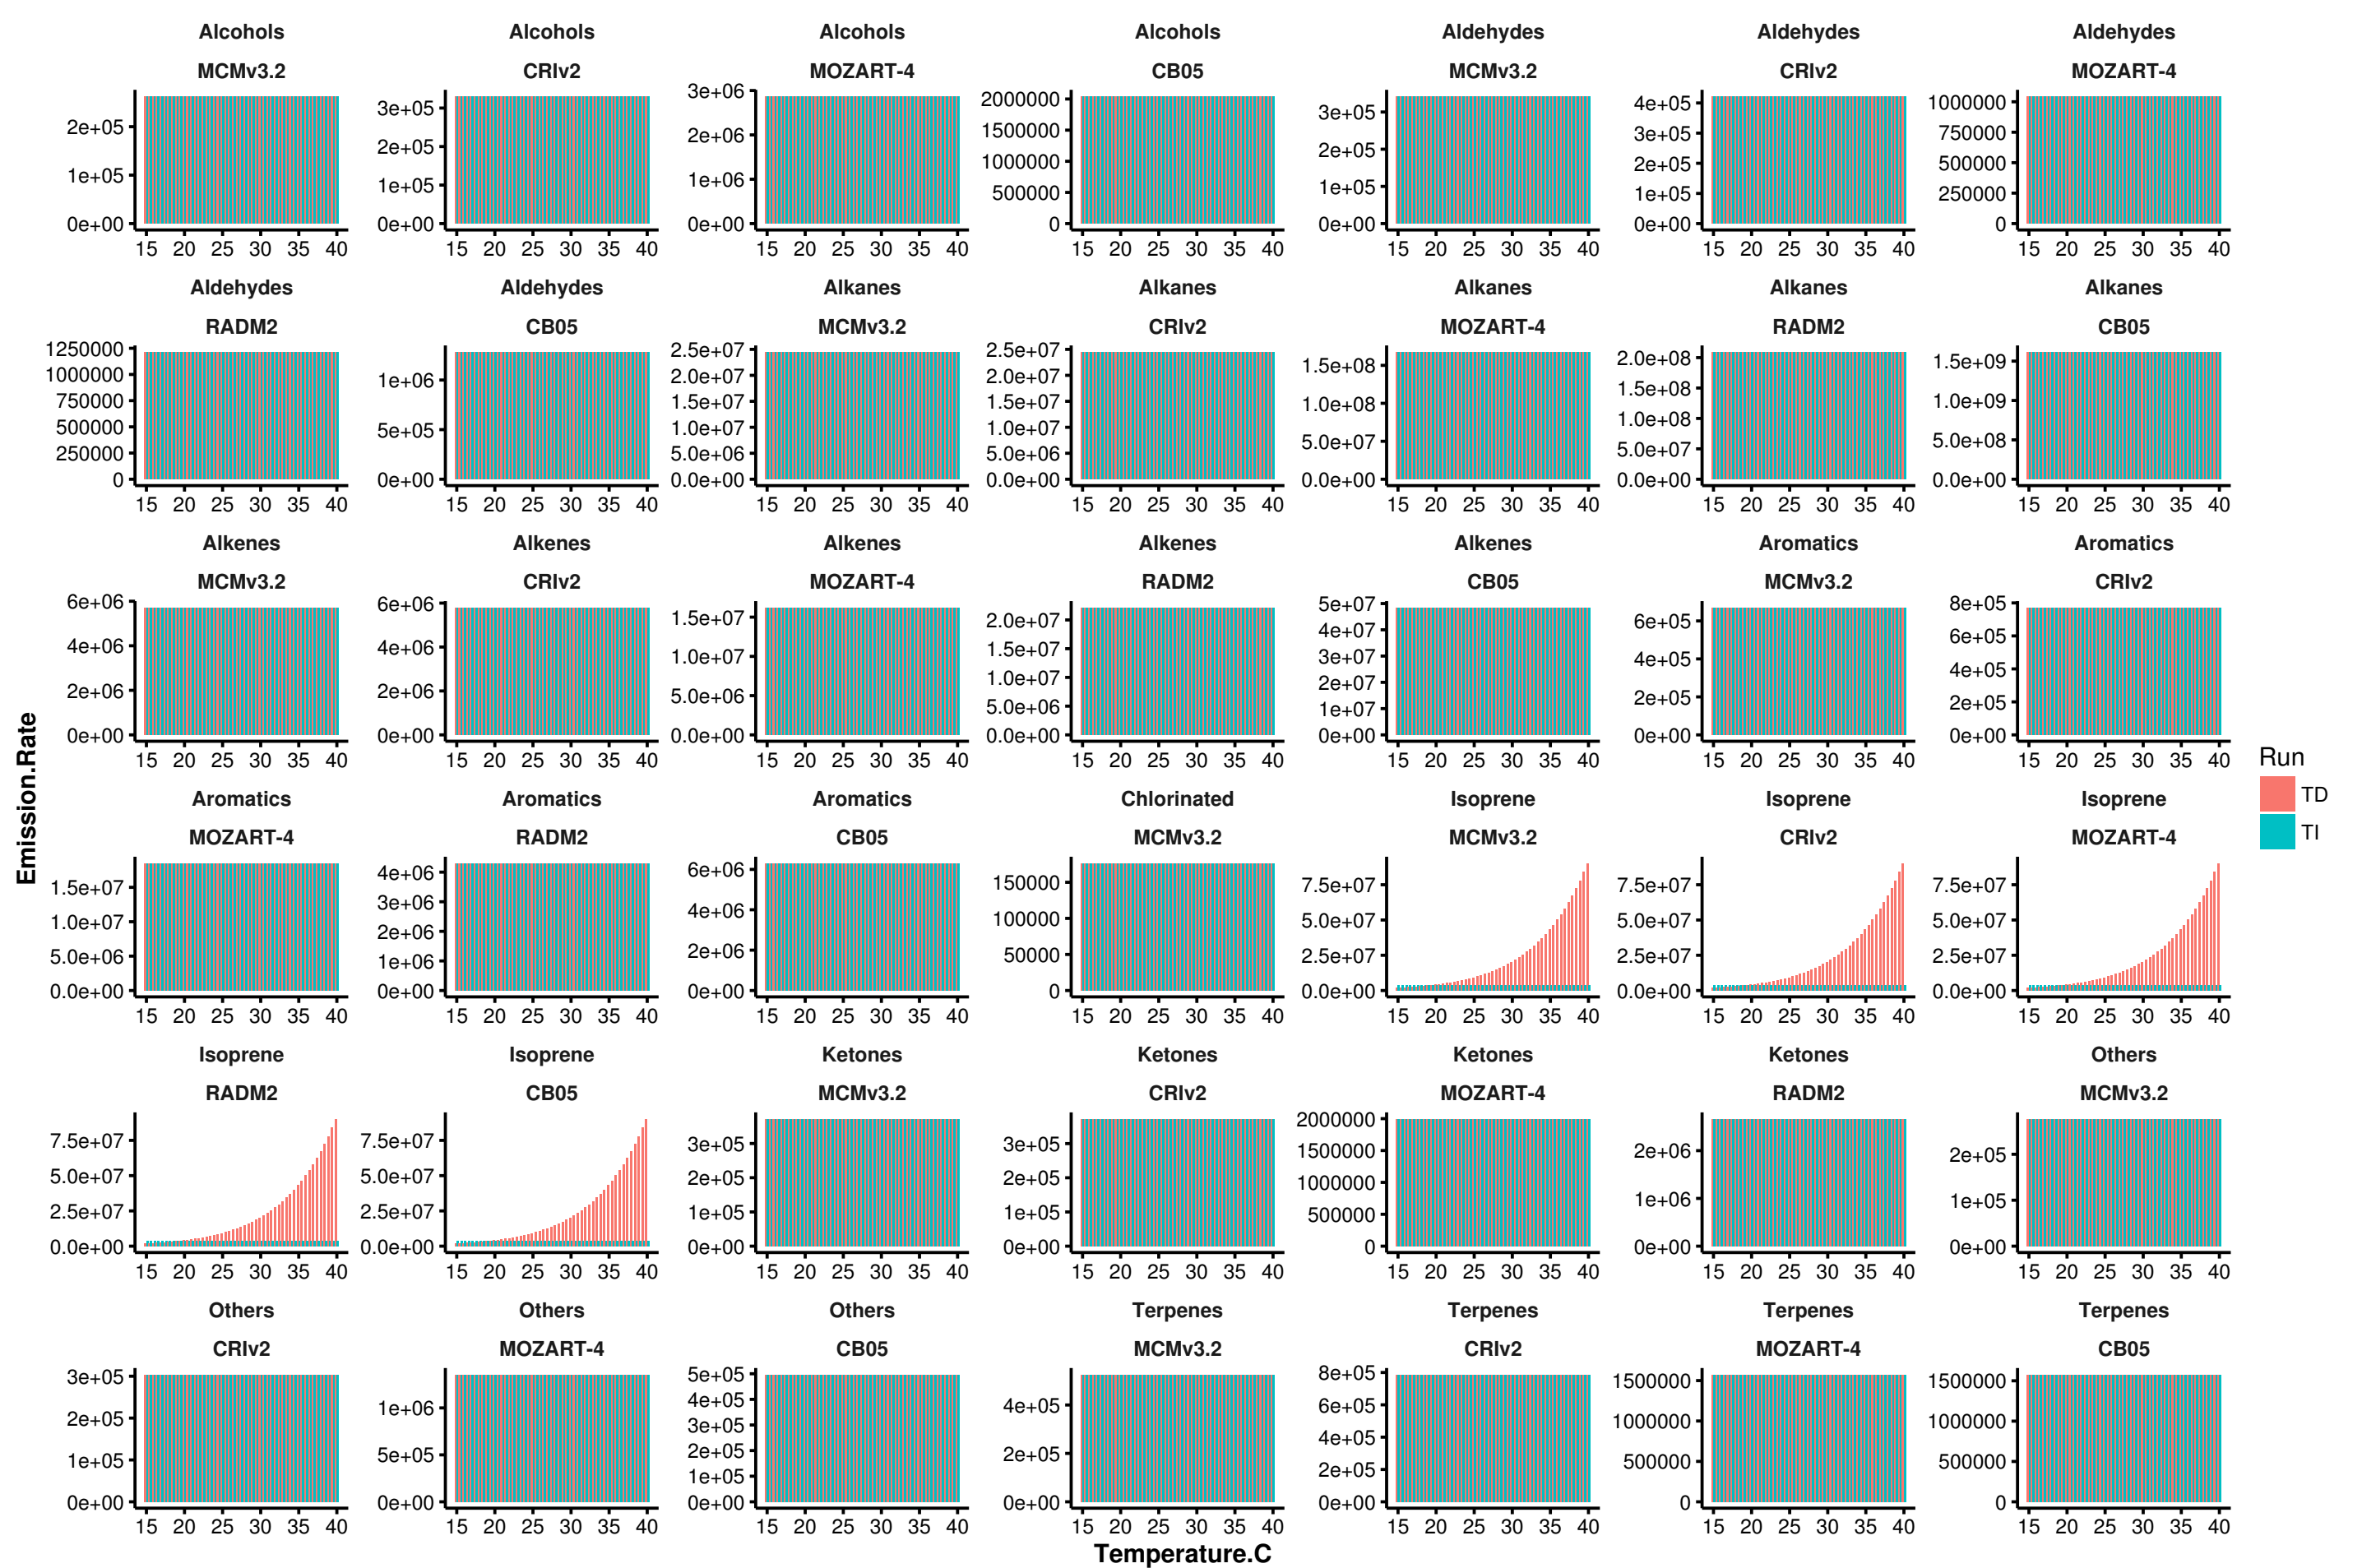 Alcohols Alcohols Alcohols Alcohols Aldehydes Aldehydes Aldehydes
MCMv3.2 CRIv2 MOZART-4 CB05 MCMv3.2 CRIv2 MOZART-4
2e+05 3e+05 3e+06 2000000 3e+05 4e+05 1000000
1e+05 2e+05 2e+06 1500000 2e+05 3e+05 750000
0e+00 1e+05 1e+06 1000000 1e+05 2e+05 500000
0e+00 0e+00 500000 0e+00 1e+05 250000
0 0e+00 0
15 20 25 30 35 40 15 20 25 30 35 40 15 20 25 30 35 40 15 20 25 30 35 40 15 20 25 30 35 40 15 20 25 30 35 40 15 20 25 30 35 40
Aldehydes Aldehydes Alkanes Alkanes Alkanes Alkanes Alkanes
RADM2 CB05 MCMv3.2 CRIv2 MOZART-4 RADM2 CB05
1250000 1e+06 2.5e+07 2.5e+07 1.5e+08 2.0e+08 1.5e+09
1000000 5e+05 2.0e+07 2.0e+07 1.0e+08 1.5e+08 1.0e+09
750000 0e+00 1.5e+07 1.5e+07 5.0e+07 1.0e+08 5.0e+08
500000 1.0e+07 1.0e+07 0.0e+00 5.0e+07 0.0e+00
250000 5.0e+06 5.0e+06 0.0e+00
0 0.0e+00 0.0e+00
15 20 25 30 35 40 15 20 25 30 35 40 15 20 25 30 35 40 15 20 25 30 35 40 15 20 25 30 35 40 15 20 25 30 35 40 15 20 25 30 35 40
Alkenes Alkenes Alkenes Alkenes Alkenes Aromatics Aromatics
MCMv3.2 CRIv2 MOZART-4 RADM2 CB05 MCMv3.2 CRIv2
6e+06 6e+06 1.5e+07 2.0e+07 5e+07 6e+05 8e+05
4e+06 4e+06 1.0e+07 1.5e+07 4e+07 4e+05 6e+05
2e+06 2e+06 5.0e+06 1.0e+07 3e+07 2e+05 4e+05
0e+00 0e+00 0.0e+00 5.0e+06 2e+07 0e+00 2e+05
0.0e+00 1e+07 0e+00
0e+00
15 20 25 30 35 40 15 20 25 30 35 40 15 20 25 30 35 40 15 20 25 30 35 40 15 20 25 30 35 40 15 20 25 30 35 40 15 20 25 30 35 40
Emission.Rate
Run
TD
TI
Aromatics Aromatics Aromatics Chlorinated Isoprene Isoprene Isoprene
MOZART-4 RADM2 CB05 MCMv3.2 MCMv3.2 CRIv2 MOZART-4
1.5e+07 4e+06 6e+06 150000 7.5e+07 7.5e+07 7.5e+07
1.0e+07 3e+06 4e+06 100000 5.0e+07 5.0e+07 5.0e+07
5.0e+06 2e+06 2e+06 50000 2.5e+07 2.5e+07 2.5e+07
0.0e+00 1e+06 0e+00 0 0.0e+00 0.0e+00 0.0e+00
0e+00
15 20 25 30 35 40 15 20 25 30 35 40 15 20 25 30 35 40 15 20 25 30 35 40 15 20 25 30 35 40 15 20 25 30 35 40 15 20 25 30 35 40
Isoprene Isoprene Ketones Ketones Ketones Ketones Others
RADM2 CB05 MCMv3.2 CRIv2 MOZART-4 RADM2 MCMv3.2
7.5e+07 7.5e+07 3e+05 3e+05 2000000 2e+06 2e+05
5.0e+07 5.0e+07 2e+05 2e+05 1500000 1e+06 1e+05
2.5e+07 2.5e+07 1e+05 1e+05 1000000 0e+00 0e+00
0.0e+00 0.0e+00 0e+00 0e+00 500000
0
15 20 25 30 35 40 15 20 25 30 35 40 15 20 25 30 35 40 15 20 25 30 35 40 15 20 25 30 35 40 15 20 25 30 35 40 15 20 25 30 35 40
Others Others Others Terpenes Terpenes Terpenes Terpenes
CRIv2 MOZART-4 CB05 MCMv3.2 CRIv2 MOZART-4 CB05
3e+05 1e+06 5e+05 4e+05 8e+05 1500000 1500000
2e+05 5e+05 4e+05 2e+05 6e+05 1000000 1000000
1e+05 0e+00 3e+05 0e+00 4e+05 500000 500000
0e+00 2e+05 2e+05 0 0
1e+05 0e+00
0e+00
15 20 25 30 35 40 15 20 25 30 35 40 15 20 25 30 35 40 15 20 25 30 35 40 15 20 25 30 35 40 15 20 25 30 35 40 15 20 25 30 35 40
Temperature.C